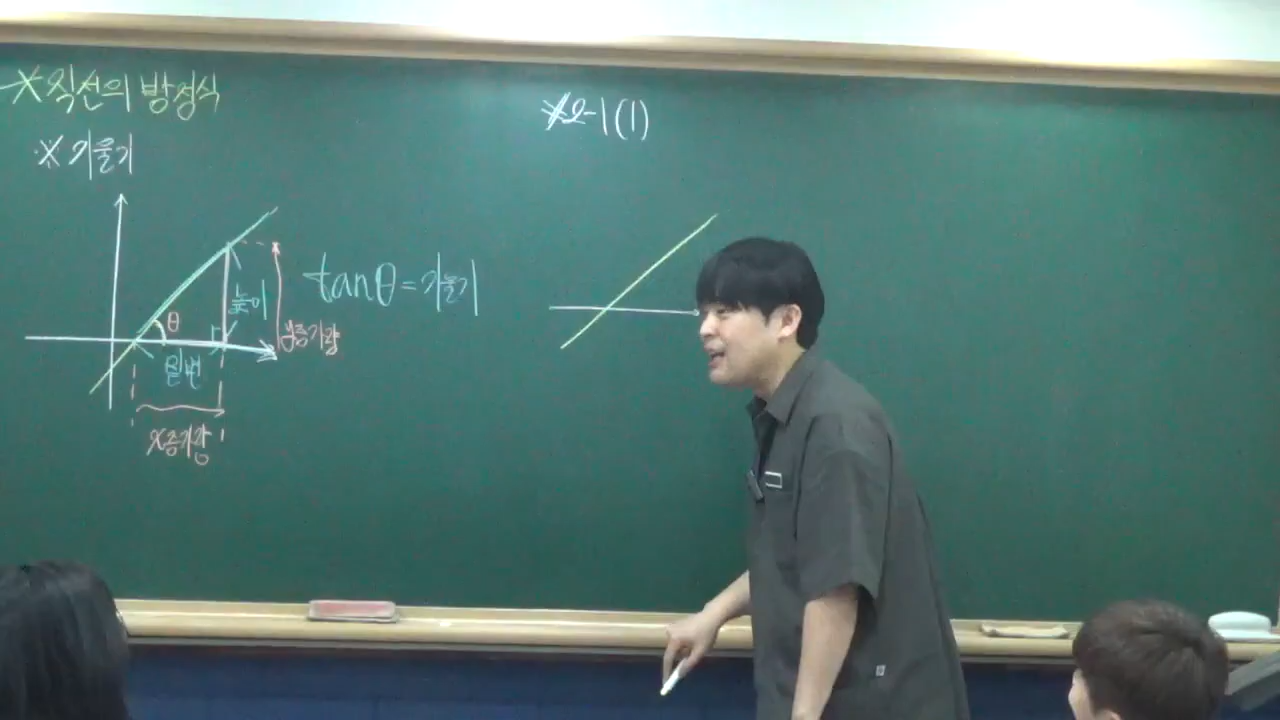 ※직선의 방정식
※ 기울기
tanθ=기울기
높이
θ
y증가량
밑변
x증가량
※2-1(1)